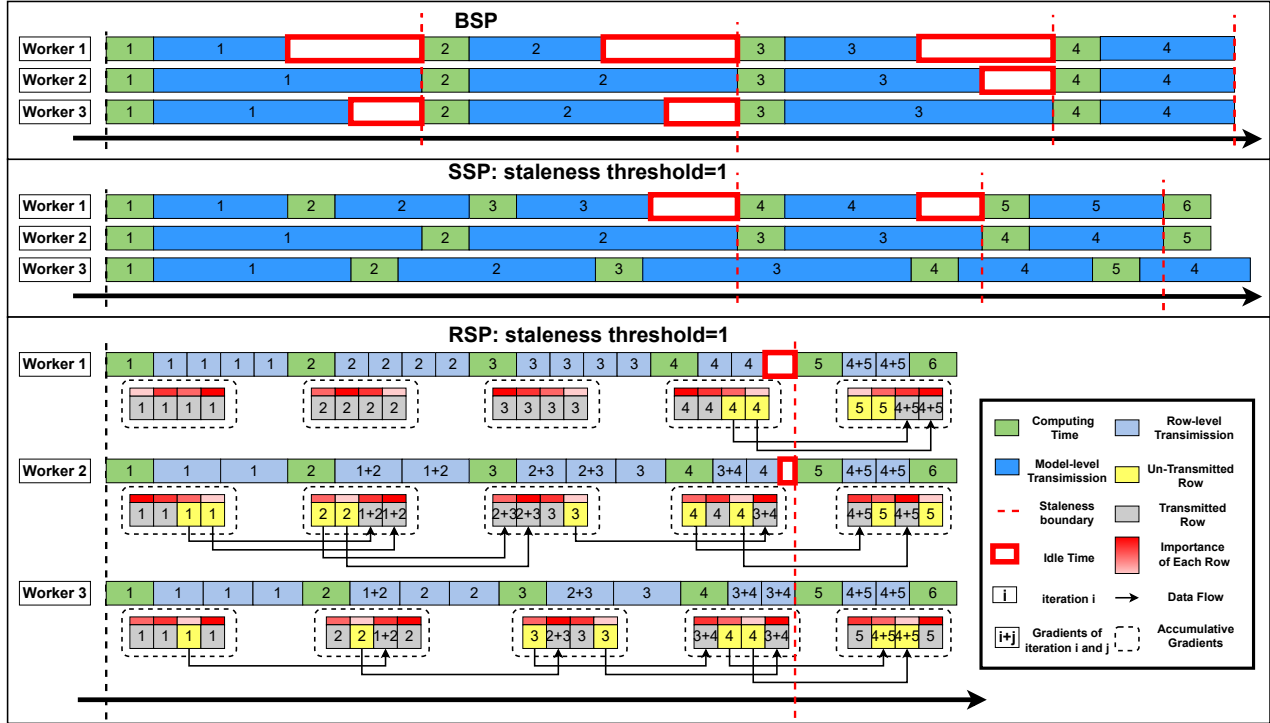 BSP
Worker 1 1 1 2 2 3 3 4 4
Worker 2 1 1 2 2 3 3 4 4
Worker 3 1 1 2 2 3 3 4 4
SSP: staleness threshold=1
Worker 1 1 1 2 2 3 3 4 4 5 5 6
Worker 2 1 1 2 2 3 3 4 4 5
Worker 3 1 1 2 2 3 3 4 4 5 4
RSP: staleness threshold=1
Worker 1 1 1 1 1 1 2 2 2 2 2 3 3 3 3 3 4 4 4 5 4+5 4+5 6
1 1 1 1 2 2 2 2 3 3 3 3 4 4 4 4 5 5 4+5 4+5
Worker 2 1 1 1 2 1+2 1+2 3 2+3 2+3 3 4 3+4 4 5 4+5 4+5 6
1 1 1 1 2 2 1+2 1+2 2+3 2+3 3 3 4 4 4 3+4 4+5 5 4+5 5
Worker 3 1 1 1 1 2 1+2 2 2 3 2+3 3 4 3+4 3+4 5 4+5 4+5 6
1 1 1 1 2 2 1+2 2 3 2+3 3 3 3+4 4 4 3+4 5 4+5 4+5 5
Computing
Time
Row-level
Transimission
Model-level
Transmission
Un-Transmitted
Row
Staleness
boundary
Transmitted
Row
Idle Time
Importance
of Each Row
i
iteration i
Data Flow
i+j
Gradients of
iteration i and j
Accumulative
Gradients